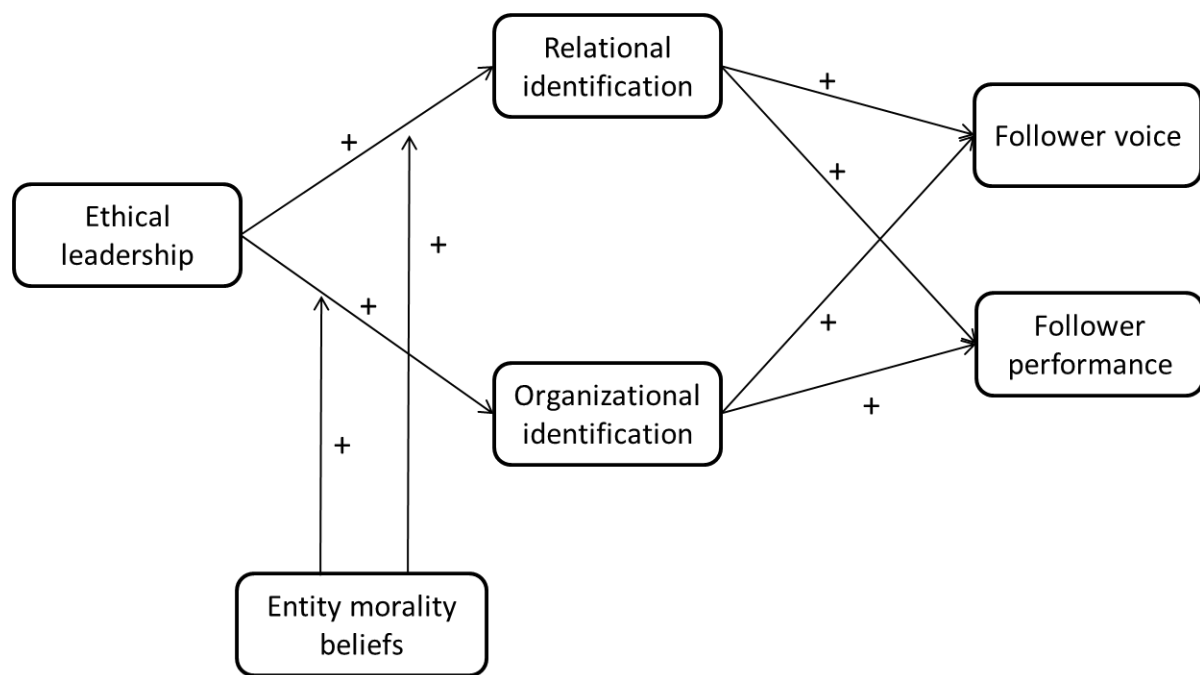 Relational
identification
+
Follower voice
+
+
Ethical
leadership
+
+
+
Follower
performance
Organizational
identification
+
+
Entity morality
beliefs